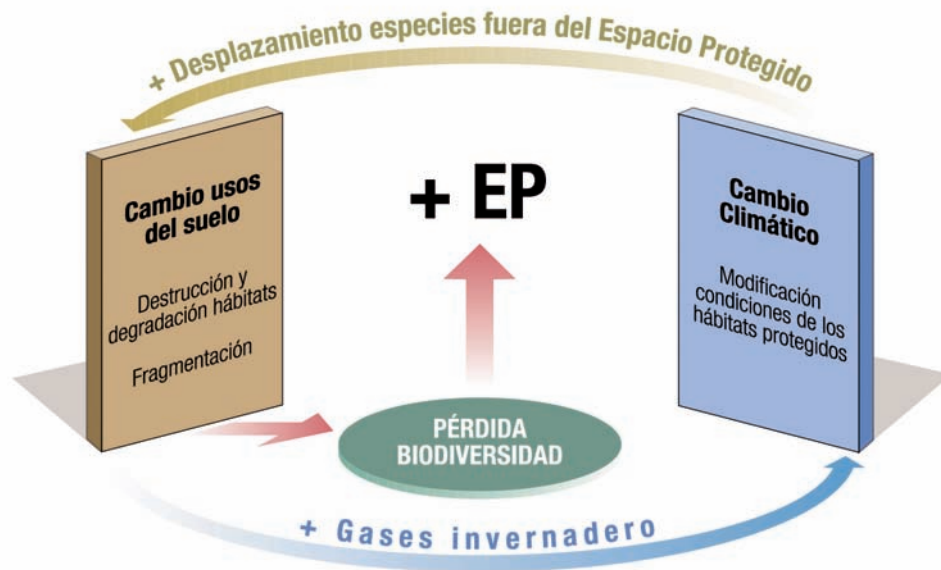 + Desplazamiento especies fuera del Espacio Protegido
Cambio usos
del suelo
Destrucción y
degradación hábitats
Fragmentación
+ EP
Cambio
Climático
Modificación
condiciones de los
hábitats protegidos
PÉRDIDA
BIODIVERSIDAD
+ Gases invernadero